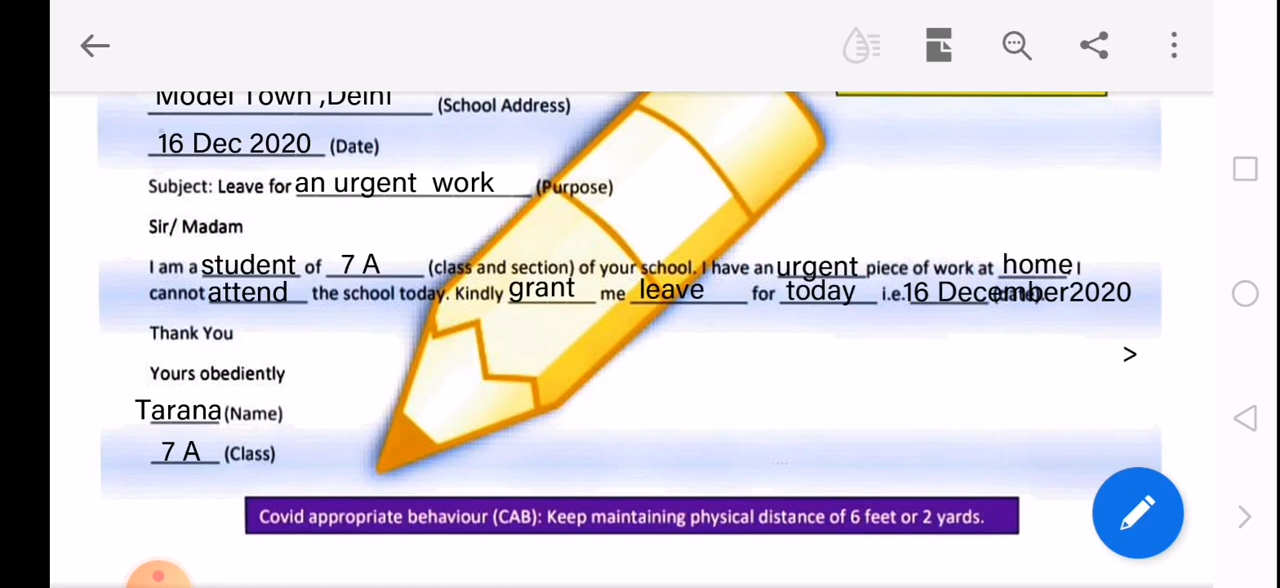 Model Town ,Delhi (School Address)
16 Dec 2020 (Date)
Subject: Leave for an urgent work (Purpose)
Sir/ Madam
I am a student of 7 A (class and section) of your school. I have an urgent piece of work at home I
cannot attend the school today. Kindly grant me leave for today i.e. 16 December2020 (date).
Thank You
>
Yours obediently
Tarana (Name)
7 A (Class)
Covid appropriate behaviour (CAB): Keep maintaining physical distance of 6 feet or 2 yards.